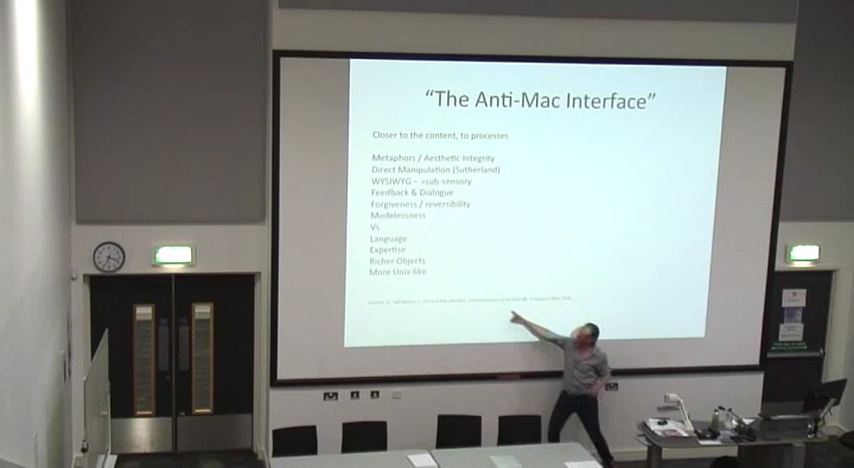 “The Anti-Mac Interface”
Closer to the content, to processes
Metaphors / Aesthetic Integrity
Direct Manipulation (Sutherland)
WYSIWYG – >sub-sensory
Feedback & Dialogue
Forgiveness / reversibility
Modelessness
Vs
Language
Expertise
Richer Objects
More Unix-like